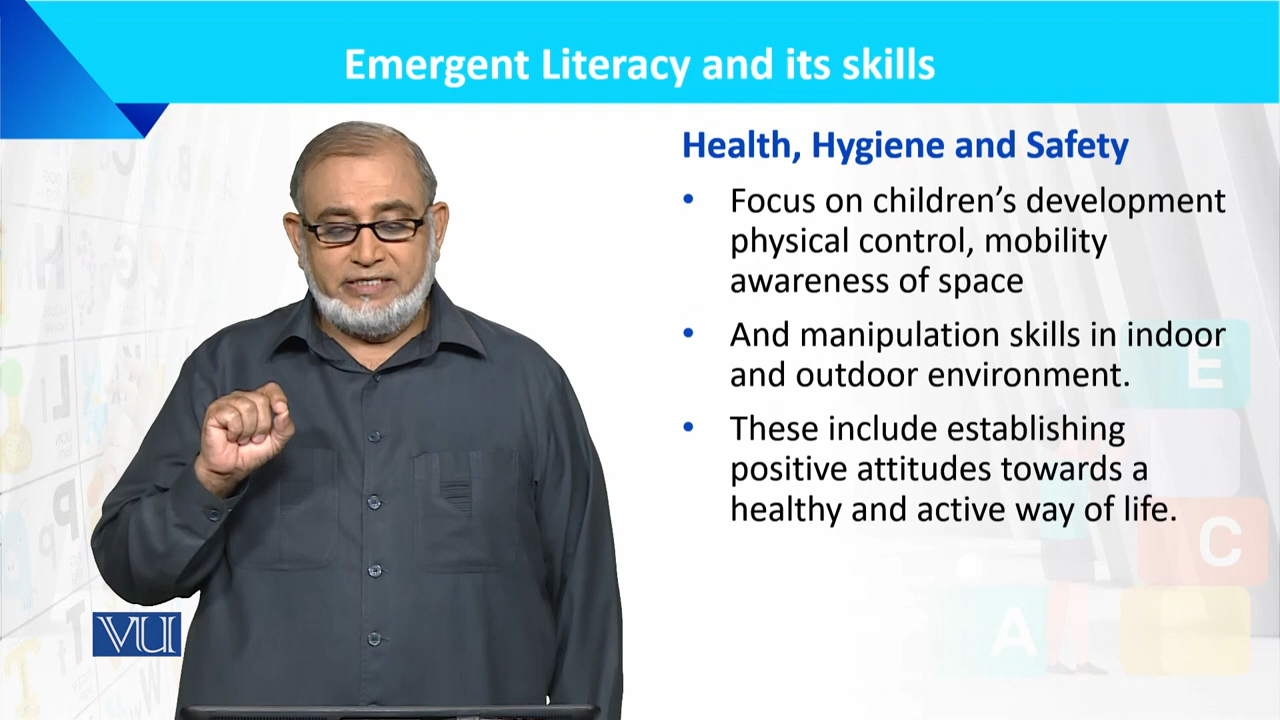 Emergent Literacy and its skills
Health, Hygiene and Safety
• Focus on children's development
physical control, mobility
awareness of space
• And manipulation skills in indoor
and outdoor environment.
• These include establishing
positive attitudes towards a
healthy and active way of life.
E
C
A
VU